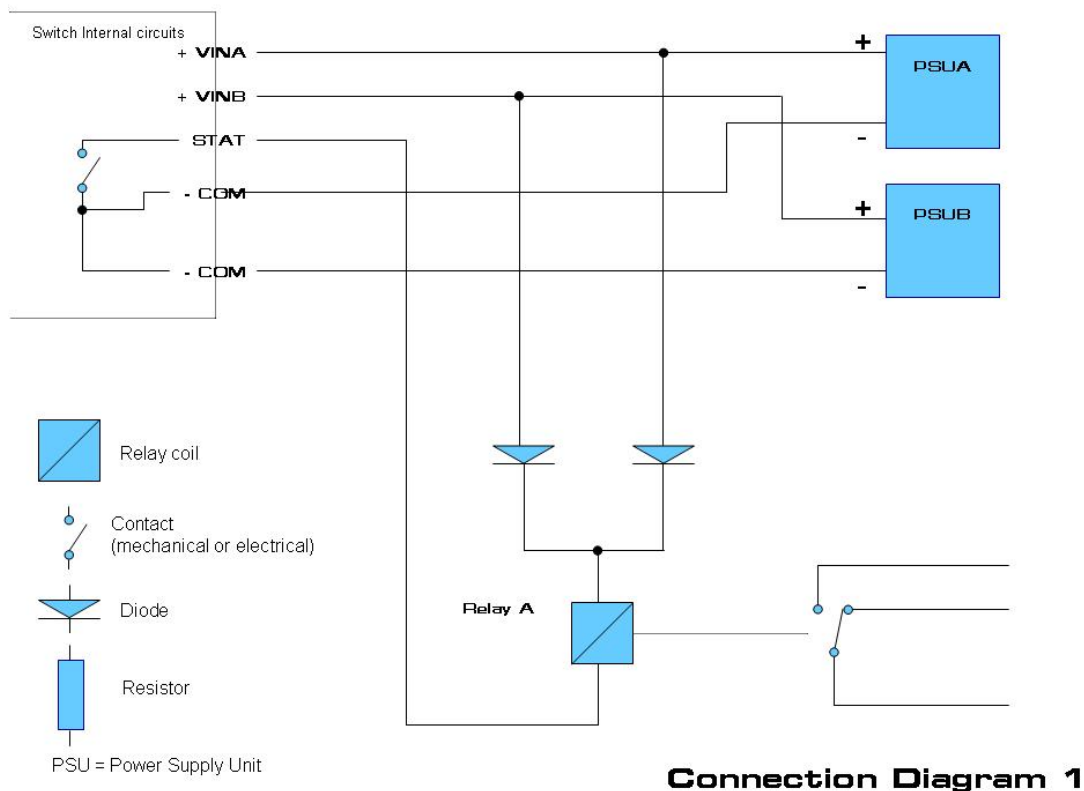 Switch Internal circuits
+ VINA
+ PSUA
+ VINB
STAT
-
- COM
+ PSUB
- COM
-
Relay coil
Contact
(mechanical or electrical)
Diode
Relay A
Resistor
PSU = Power Supply Unit
Connection Diagram 1